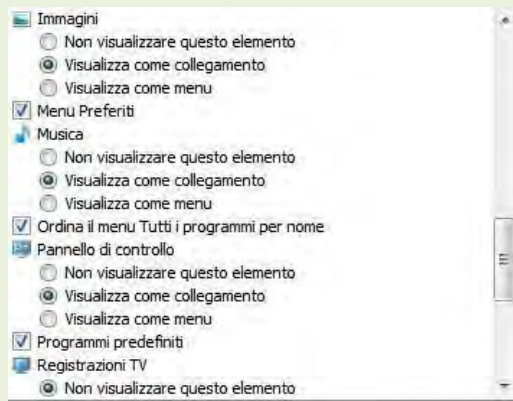 Immagini
Non visualizzare questo elemento
Visualizza come collegamento
Visualizza come menu
Menu Preferiti
Musica
Non visualizzare questo elemento
Visualizza come collegamento
Visualizza come menu
Ordina il menu Tutti i programmi per nome
Pannello di controllo
Non visualizzare questo elemento
Visualizza come collegamento
Visualizza come menu
Programmi predefiniti
Registrazioni TV
Non visualizzare questo elemento